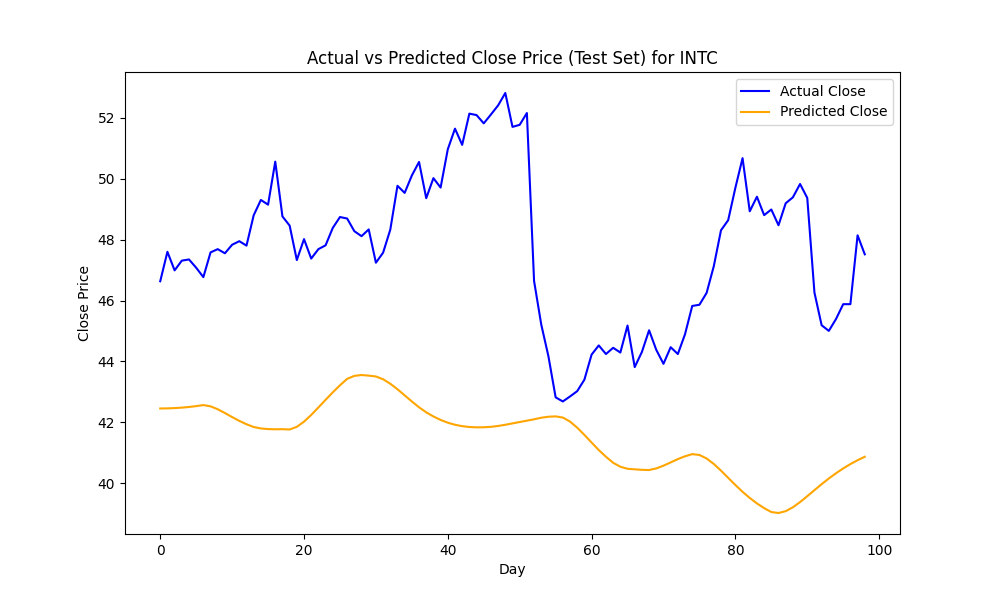 Actual vs Predicted Close Price (Test Set) for INTC
Actual Close
Predicted Close
Close Price
52
50
48
46
44
42
40
0 20 40 60 80 100
Day